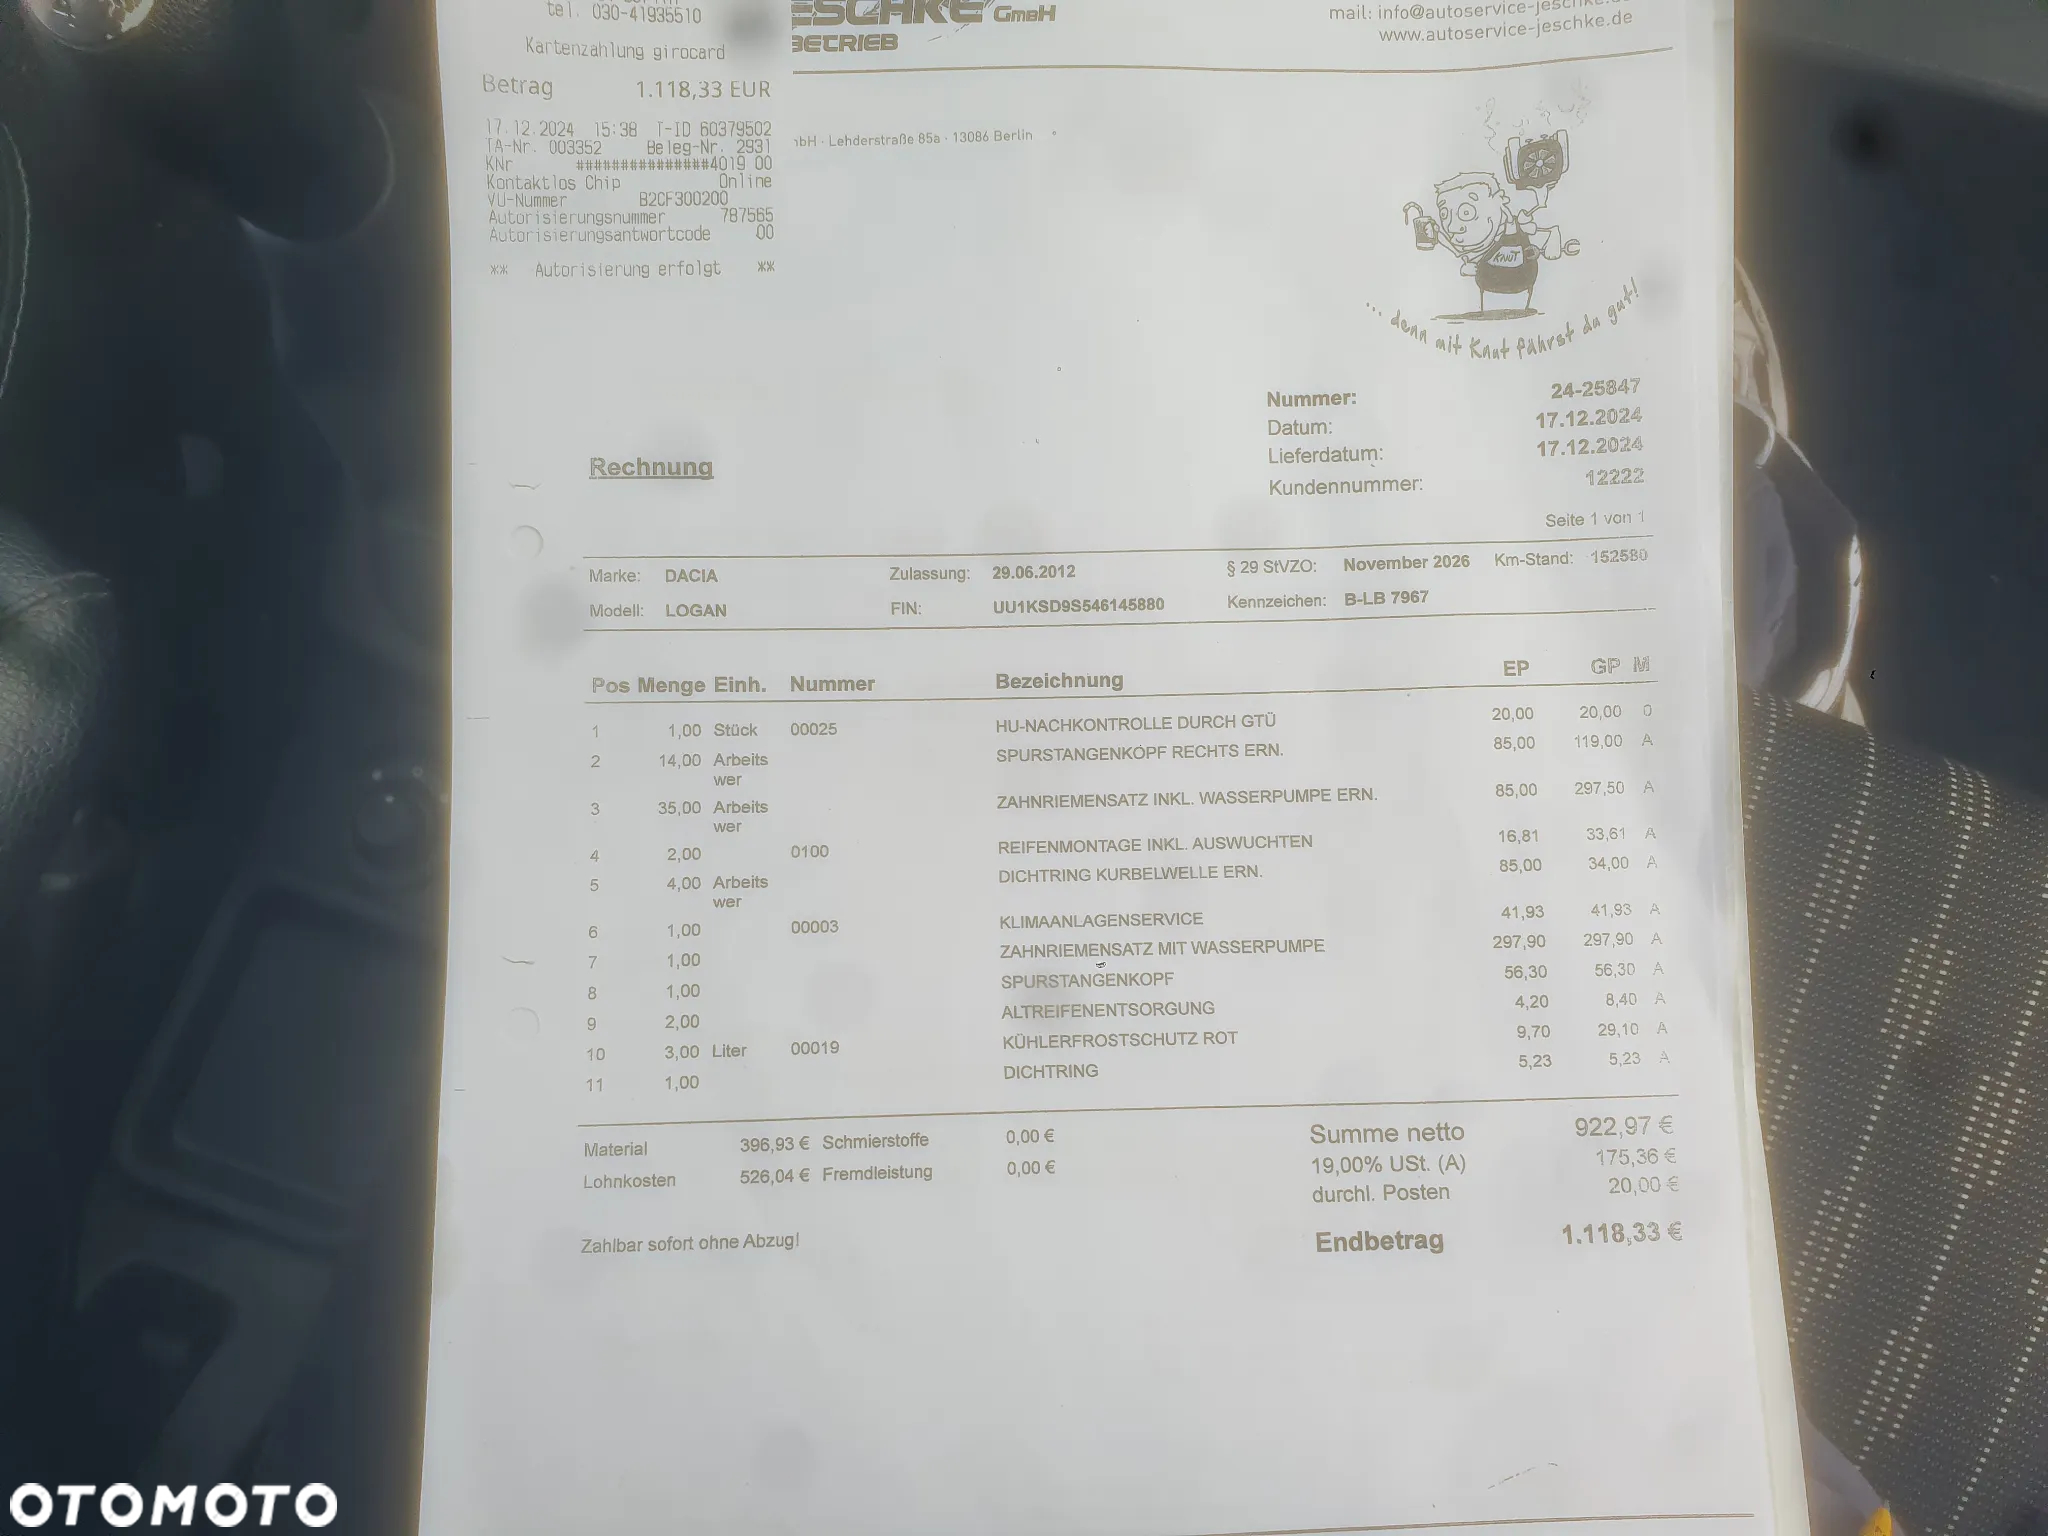 tel. 030-41935510
Kartenzahlung girocard
Betrag 1.118,33 EUR
17.12.2024 15:38 T-ID 60379502
TA-Nr. 003352 Beleg-Nr. 2931
KNr ###############4019 00
Kontaktlos Chip Online
VU-Nummer B2CF300200
Autorisierungsnummer 787565
Autorisierungsantwortcode 00
** Autorisierung erfolgt **
ESCHKE GmbH
BETRIEB
mail: info@autoservice-jeschke.de
www.autoservice-jeschke.de
bH · Lehderstraße 85a · 13086 Berlin
KNUT
... denn mit Knut fährst du gut!
Nummer: 24-25847
Datum: 17.12.2024
Lieferdatum: 17.12.2024
Kundennummer: 12222
Rechnung
Seite 1 von 1
Marke: DACIA Zulassung: 29.06.2012 § 29 StVZO: November 2026 Km-Stand: 152580
Modell: LOGAN FIN: UU1KSD9S546145880 Kennzeichen: B-LB 7967
Pos Menge Einh. Nummer Bezeichnung EP GP M
1 1,00 Stück 00025 HU-NACHKONTROLLE DURCH GTÜ 20,00 20,00 0
2 14,00 Arbeits SPURSTANGENKOPF RECHTS ERN. 85,00 119,00 A
wer
3 35,00 Arbeits ZAHNRIEMENSATZ INKL. WASSERPUMPE ERN. 85,00 297,50 A
wer
4 2,00 0100 REIFENMONTAGE INKL. AUSWUCHTEN 16,81 33,61 A
5 4,00 Arbeits DICHTRING KURBELWELLE ERN. 85,00 34,00 A
wer
6 1,00 00003 KLIMAANLAGENSERVICE 41,93 41,93 A
7 1,00 ZAHNRIEMENSATZ MIT WASSERPUMPE 297,90 297,90 A
8 1,00 SPURSTANGENKOPF 56,30 56,30 A
9 2,00 ALTREIFENENTSORGUNG 4,20 8,40 A
10 3,00 Liter 00019 KÜHLERFROSTSCHUTZ ROT 9,70 29,10 A
11 1,00 DICHTRING 5,23 5,23 A
Material 396,93 € Schmierstoffe 0,00 € Summe netto 922,97 €
Lohnkosten 526,04 € Fremdleistung 0,00 € 19,00% USt. (A) 175,36 €
durchl. Posten 20,00 €
Zahlbar sofort ohne Abzug! Endbetrag 1.118,33 €
OTOMOTO